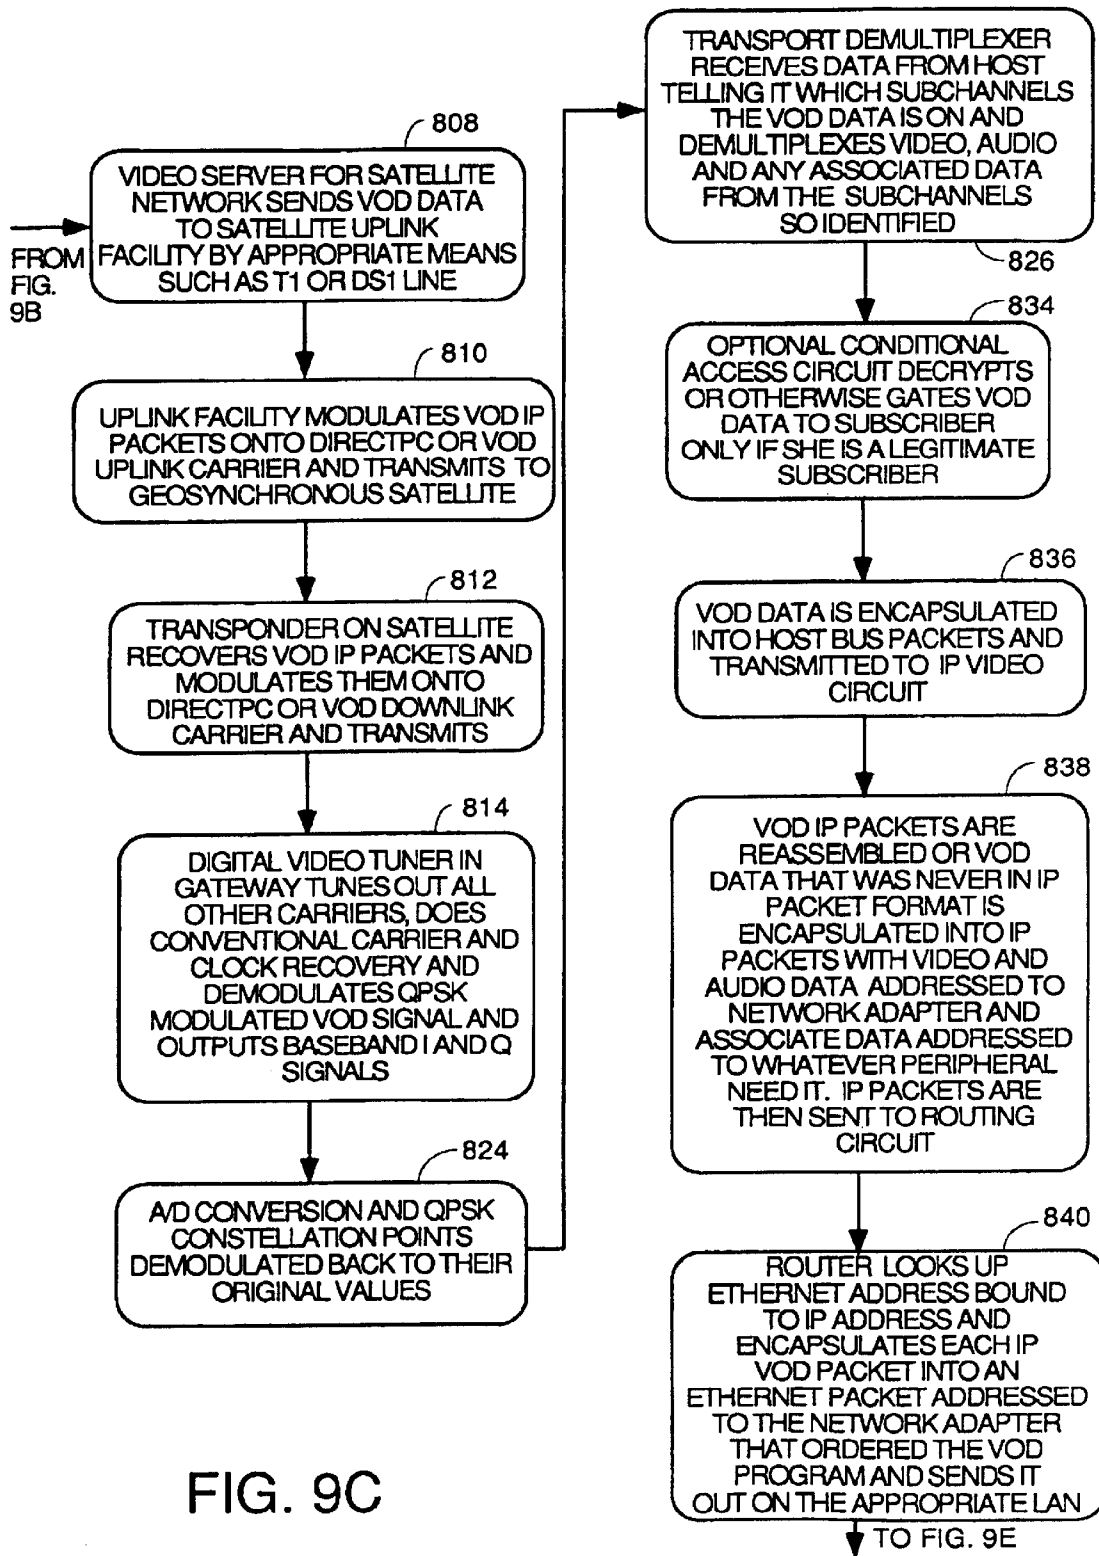 808
VIDEO SERVER FOR SATELLITE
NETWORK SENDS VOD DATA
TO SATELLITE UPLINK
FACILITY BY APPROPRIATE MEANS
SUCH AS T1 OR DS1 LINE
FROM
FIG.
9B
810
UPLINK FACILITY MODULATES VOD IP
PACKETS ONTO DIRECTPC OR VOD
UPLINK CARRIER AND TRANSMITS TO
GEOSYNCHRONOUS SATELLITE
812
TRANSPONDER ON SATELLITE
RECOVERS VOD IP PACKETS AND
MODULATES THEM ONTO
DIRECTPC OR VOD DOWNLINK
CARRIER AND TRANSMITS
814
DIGITAL VIDEO TUNER IN
GATEWAY TUNES OUT ALL
OTHER CARRIERS, DOES
CONVENTIONAL CARRIER AND
CLOCK RECOVERY AND
DEMODULATES QPSK
MODULATED VOD SIGNAL AND
OUTPUTS BASEBAND I AND Q
SIGNALS
824
A/D CONVERSION AND QPSK
CONSTELLATION POINTS
DEMODULATED BACK TO THEIR
ORIGINAL VALUES
TRANSPORT DEMULTIPLEXER
RECEIVES DATA FROM HOST
TELLING IT WHICH SUBCHANNELS
THE VOD DATA IS ON AND
DEMULTIPLEXES VIDEO, AUDIO
AND ANY ASSOCIATED DATA
FROM THE SUBCHANNELS
SO IDENTIFIED
826
834
OPTIONAL CONDITIONAL
ACCESS CIRCUIT DECRYPTS
OR OTHERWISE GATES VOD
DATA TO SUBSCRIBER
ONLY IF SHE IS A LEGITIMATE
SUBSCRIBER
836
VOD DATA IS ENCAPSULATED
INTO HOST BUS PACKETS AND
TRANSMITTED TO IP VIDEO
CIRCUIT
838
VOD IP PACKETS ARE
REASSEMBLED OR VOD
DATA THAT WAS NEVER IN IP
PACKET FORMAT IS
ENCAPSULATED INTO IP
PACKETS WITH VIDEO AND
AUDIO DATA ADDRESSED TO
NETWORK ADAPTER AND
ASSOCIATE DATA ADDRESSED
TO WHATEVER PERIPHERAL
NEED IT. IP PACKETS ARE
THEN SENT TO ROUTING
CIRCUIT
840
ROUTER LOOKS UP
ETHERNET ADDRESS BOUND
TO IP ADDRESS AND
ENCAPSULATES EACH IP
VOD PACKET INTO AN
ETHERNET PACKET ADDRESSED
TO THE NETWORK ADAPTER
THAT ORDERED THE VOD
PROGRAM AND SENDS IT
OUT ON THE APPROPRIATE LAN
TO FIG. 9E
FIG. 9C